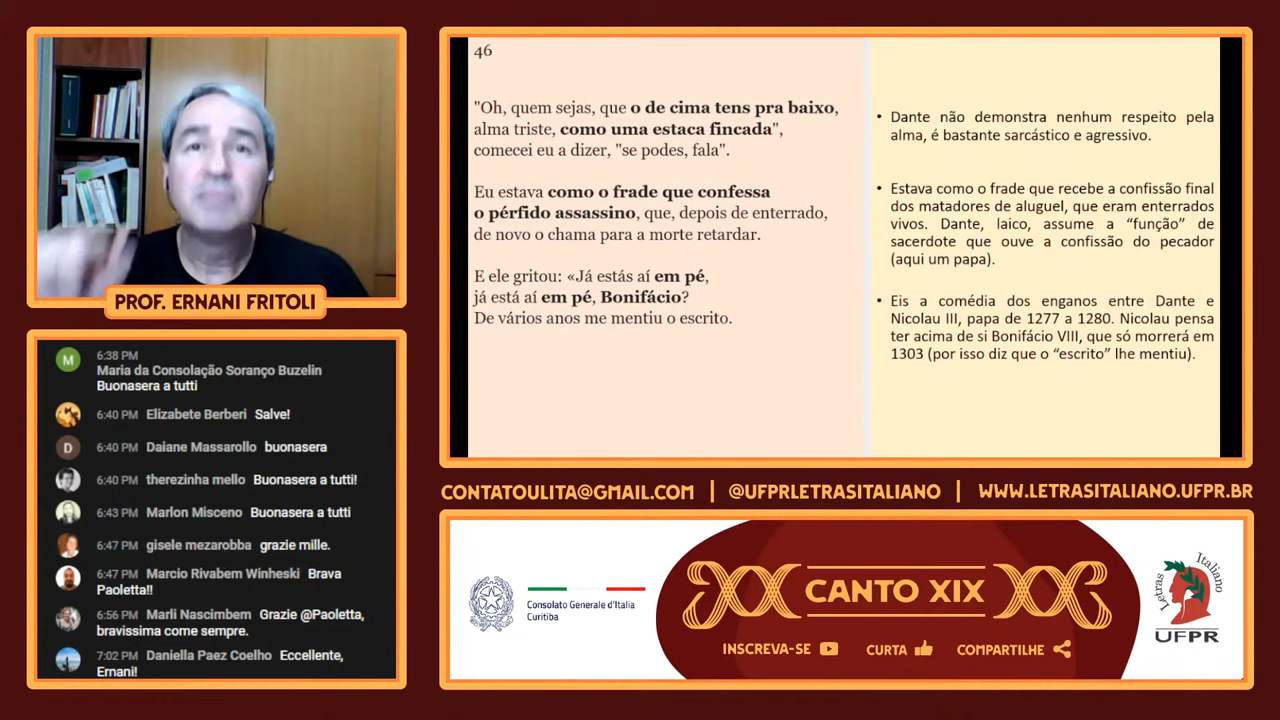 PROF. ERNANI FRITOLI
M
6:38 PM
Maria da Consolação Soranço Buzelin
Buonasera a tutti
6:40 PM Elizabete Berberi Salve!
D
6:40 PM Daiane Massarollo buonasera
6:40 PM therezinha mello Buonasera a tutti!
6:43 PM Marlon Misceno Buonasera a tutti
6:47 PM gisele mezarobba grazie mille.
6:47 PM Marcio Rivabem Winheski Brava
Paoletta!!
6:56 PM Marli Nascimbem Grazie @Paoletta,
bravissima come sempre.
7:02 PM Daniella Paez Coelho Eccellente,
Ernani!
46
"Oh, quem sejas, que o de cima tens pra baixo,
alma triste, como uma estaca fincada",
comecei eu a dizer, "se podes, fala".
Eu estava como o frade que confessa
o pérfido assassino, que, depois de enterrado,
de novo o chama para a morte retardar.
E ele gritou: «Já estás aí em pé,
já está aí em pé, Bonifácio?
De vários anos me mentiu o escrito.
• Dante não demonstra nenhum respeito pela
alma, é bastante sarcástico e agressivo.
• Estava como o frade que recebe a confissão final
dos matadores de aluguel, que eram enterrados
vivos. Dante, laico, assume a “função” de
sacerdote que ouve a confissão do pecador
(aqui um papa).
• Eis a comédia dos enganos entre Dante e
Nicolau III, papa de 1277 a 1280. Nicolau pensa
ter acima de si Bonifácio VIII, que só morrerá em
1303 (por isso diz que o “escrito” lhe mentiu).
CONTATOULITA@GMAIL.COM | @UFPRLETRASITALIANO | WWW.LETRASITALIANO.UFPR.BR
Consolato Generale d'Italia
Curitiba
CANTO XIX
INSCREVA-SE CURTA COMPARTILHE
Letras Italiano
UFPR